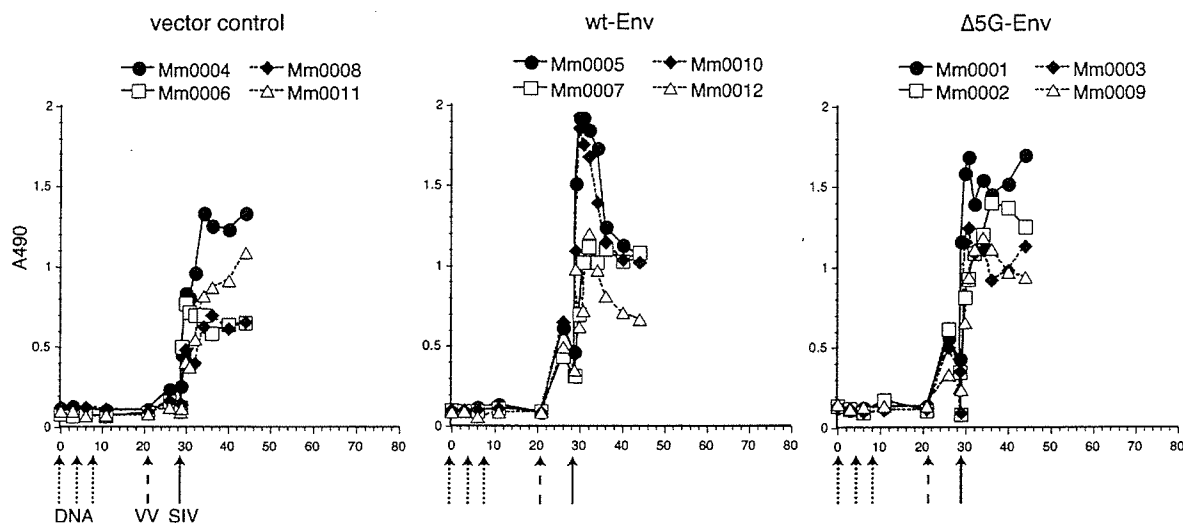 vector control
Mm0004 Mm0008
Mm0006 Mm0011
wt-Env
Mm0005 Mm0010
Mm0007 Mm0012
Δ5G-Env
Mm0001 Mm0003
Mm0002 Mm0009
A490
2
1.5
1
0.5
0
0 10 20 30 40 50 60 70 80
DNA VV SIV
2
1.5
1
0.5
0
0 10 20 30 40 50 60 70 80
2
1.5
1
0.5
0
0 10 20 30 40 50 60 70 80